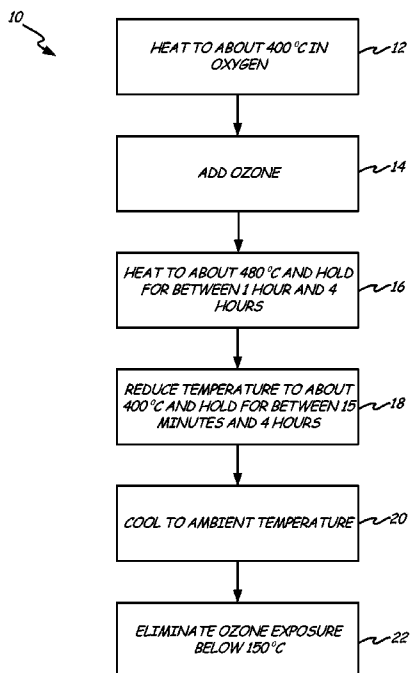 10
HEAT TO ABOUT 400°C IN
OXYGEN
12
ADD OZONE
14
HEAT TO ABOUT 480°C AND HOLD
FOR BETWEEN 1 HOUR AND 4
HOURS
16
REDUCE TEMPERATURE TO ABOUT
400°C AND HOLD FOR BETWEEN 15
MINUTES AND 4 HOURS
18
COOL TO AMBIENT TEMPERATURE
20
ELIMINATE OZONE EXPOSURE
BELOW 150°C
22